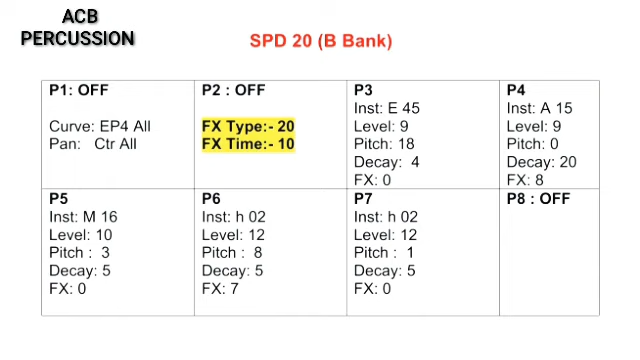 ACB
PERCUSSION
SPD 20 (B Bank)
P1: OFF
Curve: EP4 All
Pan: Ctr All
P2 : OFF
FX Type:- 20
FX Time:- 10
P3
Inst: E 45
Level: 9
Pitch: 18
Decay: 4
FX: 0
P4
Inst: A 15
Level: 9
Pitch: 0
Decay: 20
FX: 8
P5
Inst: M 16
Level: 10
Pitch : 3
Decay: 5
FX: 0
P6
Inst: h 02
Level: 12
Pitch : 8
Decay: 5
FX: 7
P7
Inst: h 02
Level: 12
Pitch : 1
Decay: 5
FX: 0
P8 : OFF